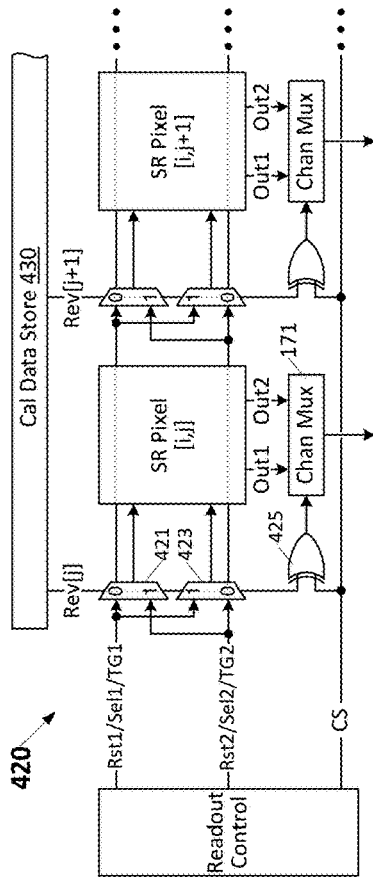 420
Cal Data Store 430
Rev[j]
Rev[j+1]
Readout
Control
Rst1/Sel1/TG1
Rst2/Sel2/TG2
CS
0
1
421
1
0
423
SR Pixel
[i,j]
Out1
Out2
425
Chan Mux
171
0
1
1
0
SR Pixel
[i,j+1]
Out1
Out2
Chan Mux